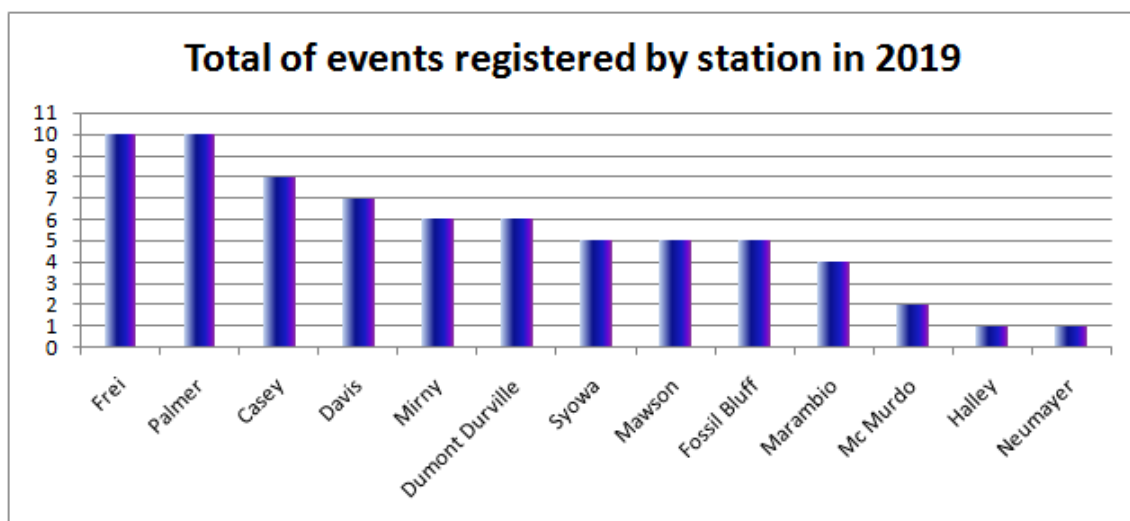 Total of events registered by station in 2019
11
10
9
8
7
6
5
4
3
2
1
0
Frei
Palmer
Casey
Davis
Mirny
Dumont Durville
Syowa
Mawson
Fossil Bluff
Marambio
Mc Murdo
Halley
Neumayer